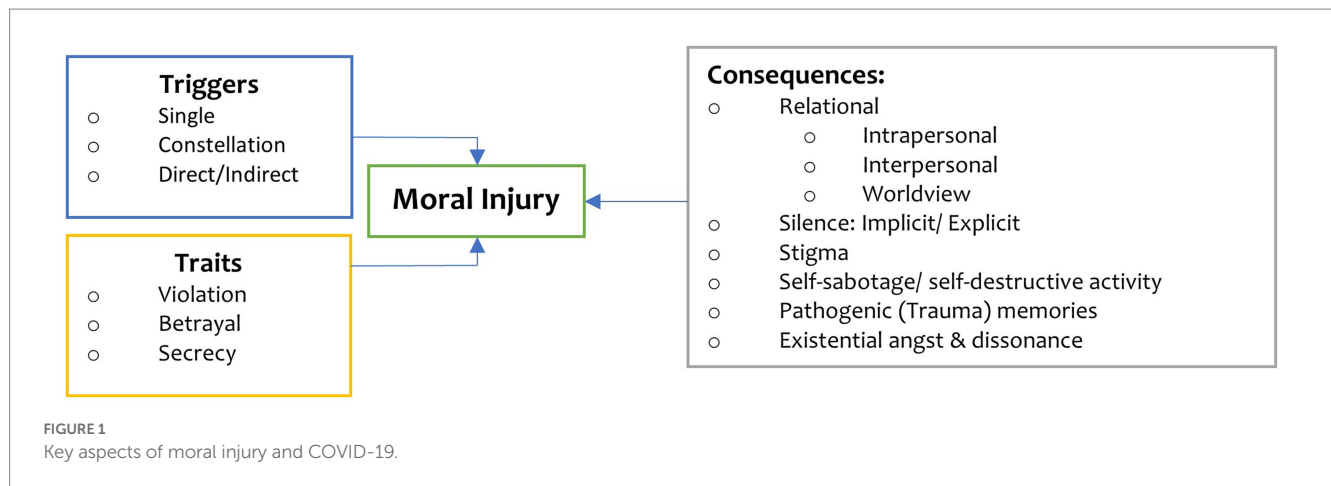 Triggers
o Single
o Constellation
o Direct/Indirect
Traits
o Violation
o Betrayal
o Secrecy
Moral Injury
Consequences:
o Relational
o Intrapersonal
o Interpersonal
o Worldview
o Silence: Implicit/ Explicit
o Stigma
o Self-sabotage/ self-destructive activity
o Pathogenic (Trauma) memories
o Existential angst & dissonance
FIGURE 1
Key aspects of moral injury and COVID-19.